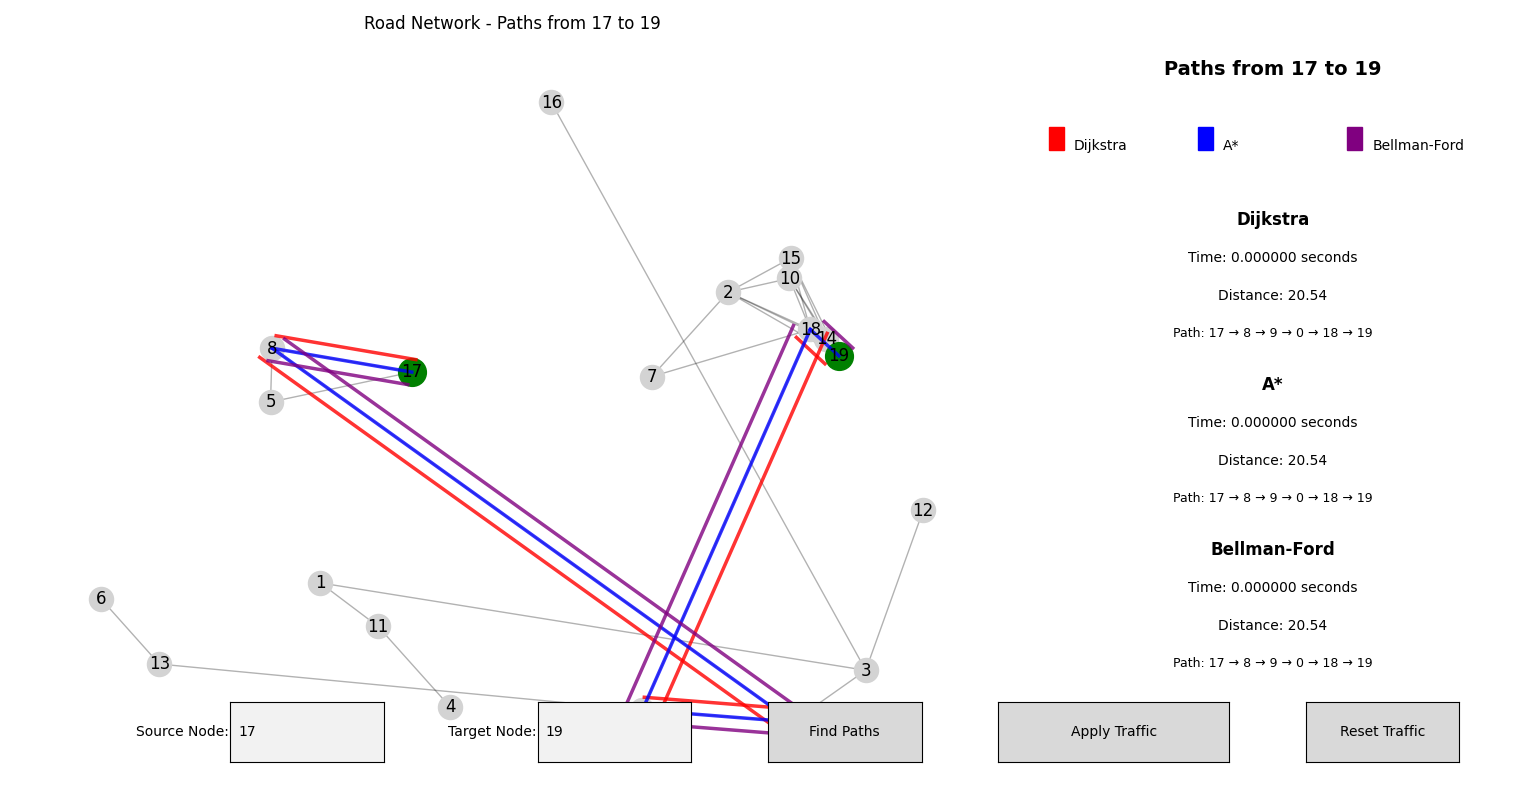 Road Network - Paths from 17 to 19
16
15
10
2
18
14
19
8
17
7
5
12
1
6
11
13
3
4
Paths from 17 to 19
Dijkstra
A*
Bellman-Ford
Dijkstra
Time: 0.000000 seconds
Distance: 20.54
Path: 17 → 8 → 9 → 0 → 18 → 19
A*
Time: 0.000000 seconds
Distance: 20.54
Path: 17 → 8 → 9 → 0 → 18 → 19
Bellman-Ford
Time: 0.000000 seconds
Distance: 20.54
Path: 17 → 8 → 9 → 0 → 18 → 19
Source Node: 17
Target Node: 19
Find Paths
Apply Traffic
Reset Traffic